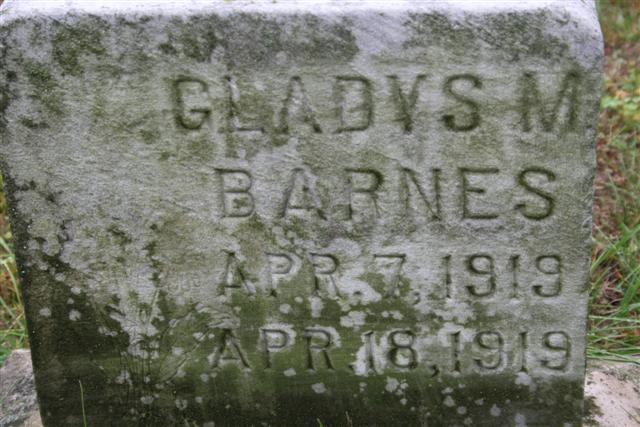 GLADYS M
BARNES
APR. 7, 1919
APR. 18, 1919